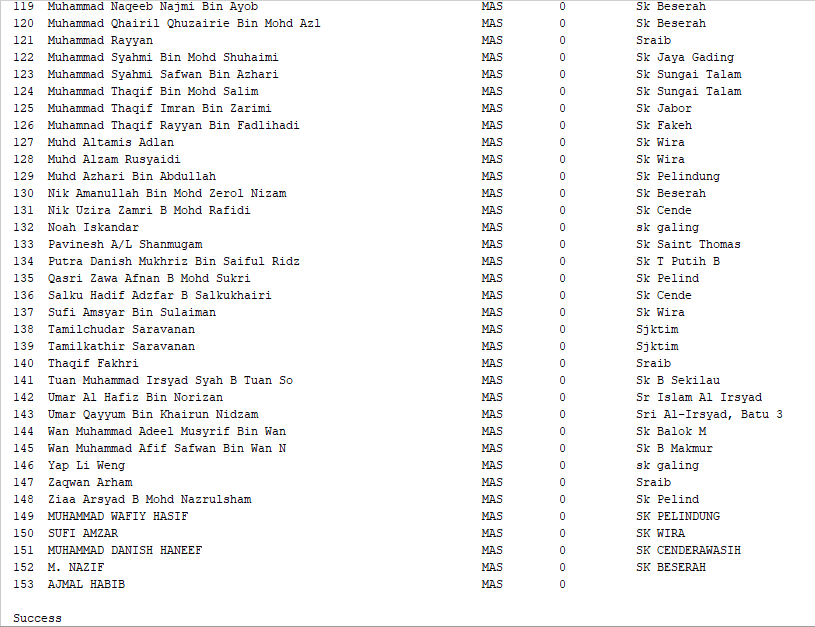 119 Muhammad Naqeeb Najmi Bin Ayob MAS 0 Sk Beserah
120 Muhammad Qhairil Qhuzairie Bin Mohd Azl MAS 0 Sk Beserah
121 Muhammad Rayyan MAS 0 Sraib
122 Muhammad Syahmi Bin Mohd Shuhaimi MAS 0 Sk Jaya Gading
123 Muhammad Syahmi Safwan Bin Azhari MAS 0 Sk Sungai Talam
124 Muhammad Thaqif Bin Mohd Salim MAS 0 Sk Sungai Talam
125 Muhammad Thaqif Imran Bin Zarimi MAS 0 Sk Jabor
126 Muhamnad Thaqif Rayyan Bin Fadlihadi MAS 0 Sk Fakeh
127 Muhd Altamis Adlan MAS 0 Sk Wira
128 Muhd Alzam Rusyaidi MAS 0 Sk Wira
129 Muhd Azhari Bin Abdullah MAS 0 Sk Pelindung
130 Nik Amanullah Bin Mohd Zerol Nizam MAS 0 Sk Beserah
131 Nik Uzira Zamri B Mohd Rafidi MAS 0 Sk Cende
132 Noah Iskandar MAS 0 sk galing
133 Pavinesh A/L Shanmugam MAS 0 Sk Saint Thomas
134 Putra Danish Mukhriz Bin Saiful Ridz MAS 0 Sk T Putih B
135 Qasri Zawa Afnan B Mohd Sukri MAS 0 Sk Pelind
136 Salku Hadif Adzfar B Salkukhairi MAS 0 Sk Cende
137 Sufi Amsyar Bin Sulaiman MAS 0 Sk Wira
138 Tamilchudar Saravanan MAS 0 Sjktim
139 Tamilkathir Saravanan MAS 0 Sjktim
140 Thaqif Fakhri MAS 0 Sraib
141 Tuan Muhammad Irsyad Syah B Tuan So MAS 0 Sk B Sekilau
142 Umar Al Hafiz Bin Norizan MAS 0 Sr Islam Al Irsyad
143 Umar Qayyum Bin Khairun Nidzam MAS 0 Sri Al-Irsyad, Batu 3
144 Wan Muhammad Adeel Musyrif Bin Wan MAS 0 Sk Balok M
145 Wan Muhammad Afif Safwan Bin Wan N MAS 0 Sk B Makmur
146 Yap Li Weng MAS 0 sk galing
147 Zaqwan Arham MAS 0 Sraib
148 Ziaa Arsyad B Mohd Nazrulsham MAS 0 Sk Pelind
149 MUHAMMAD WAFIY HASIF MAS 0 SK PELINDUNG
150 SUFI AMZAR MAS 0 SK WIRA
151 MUHAMMAD DANISH HANEEF MAS 0 SK CENDERAWASIH
152 M. NAZIF MAS 0 SK BESERAH
153 AJMAL HABIB MAS 0
Success